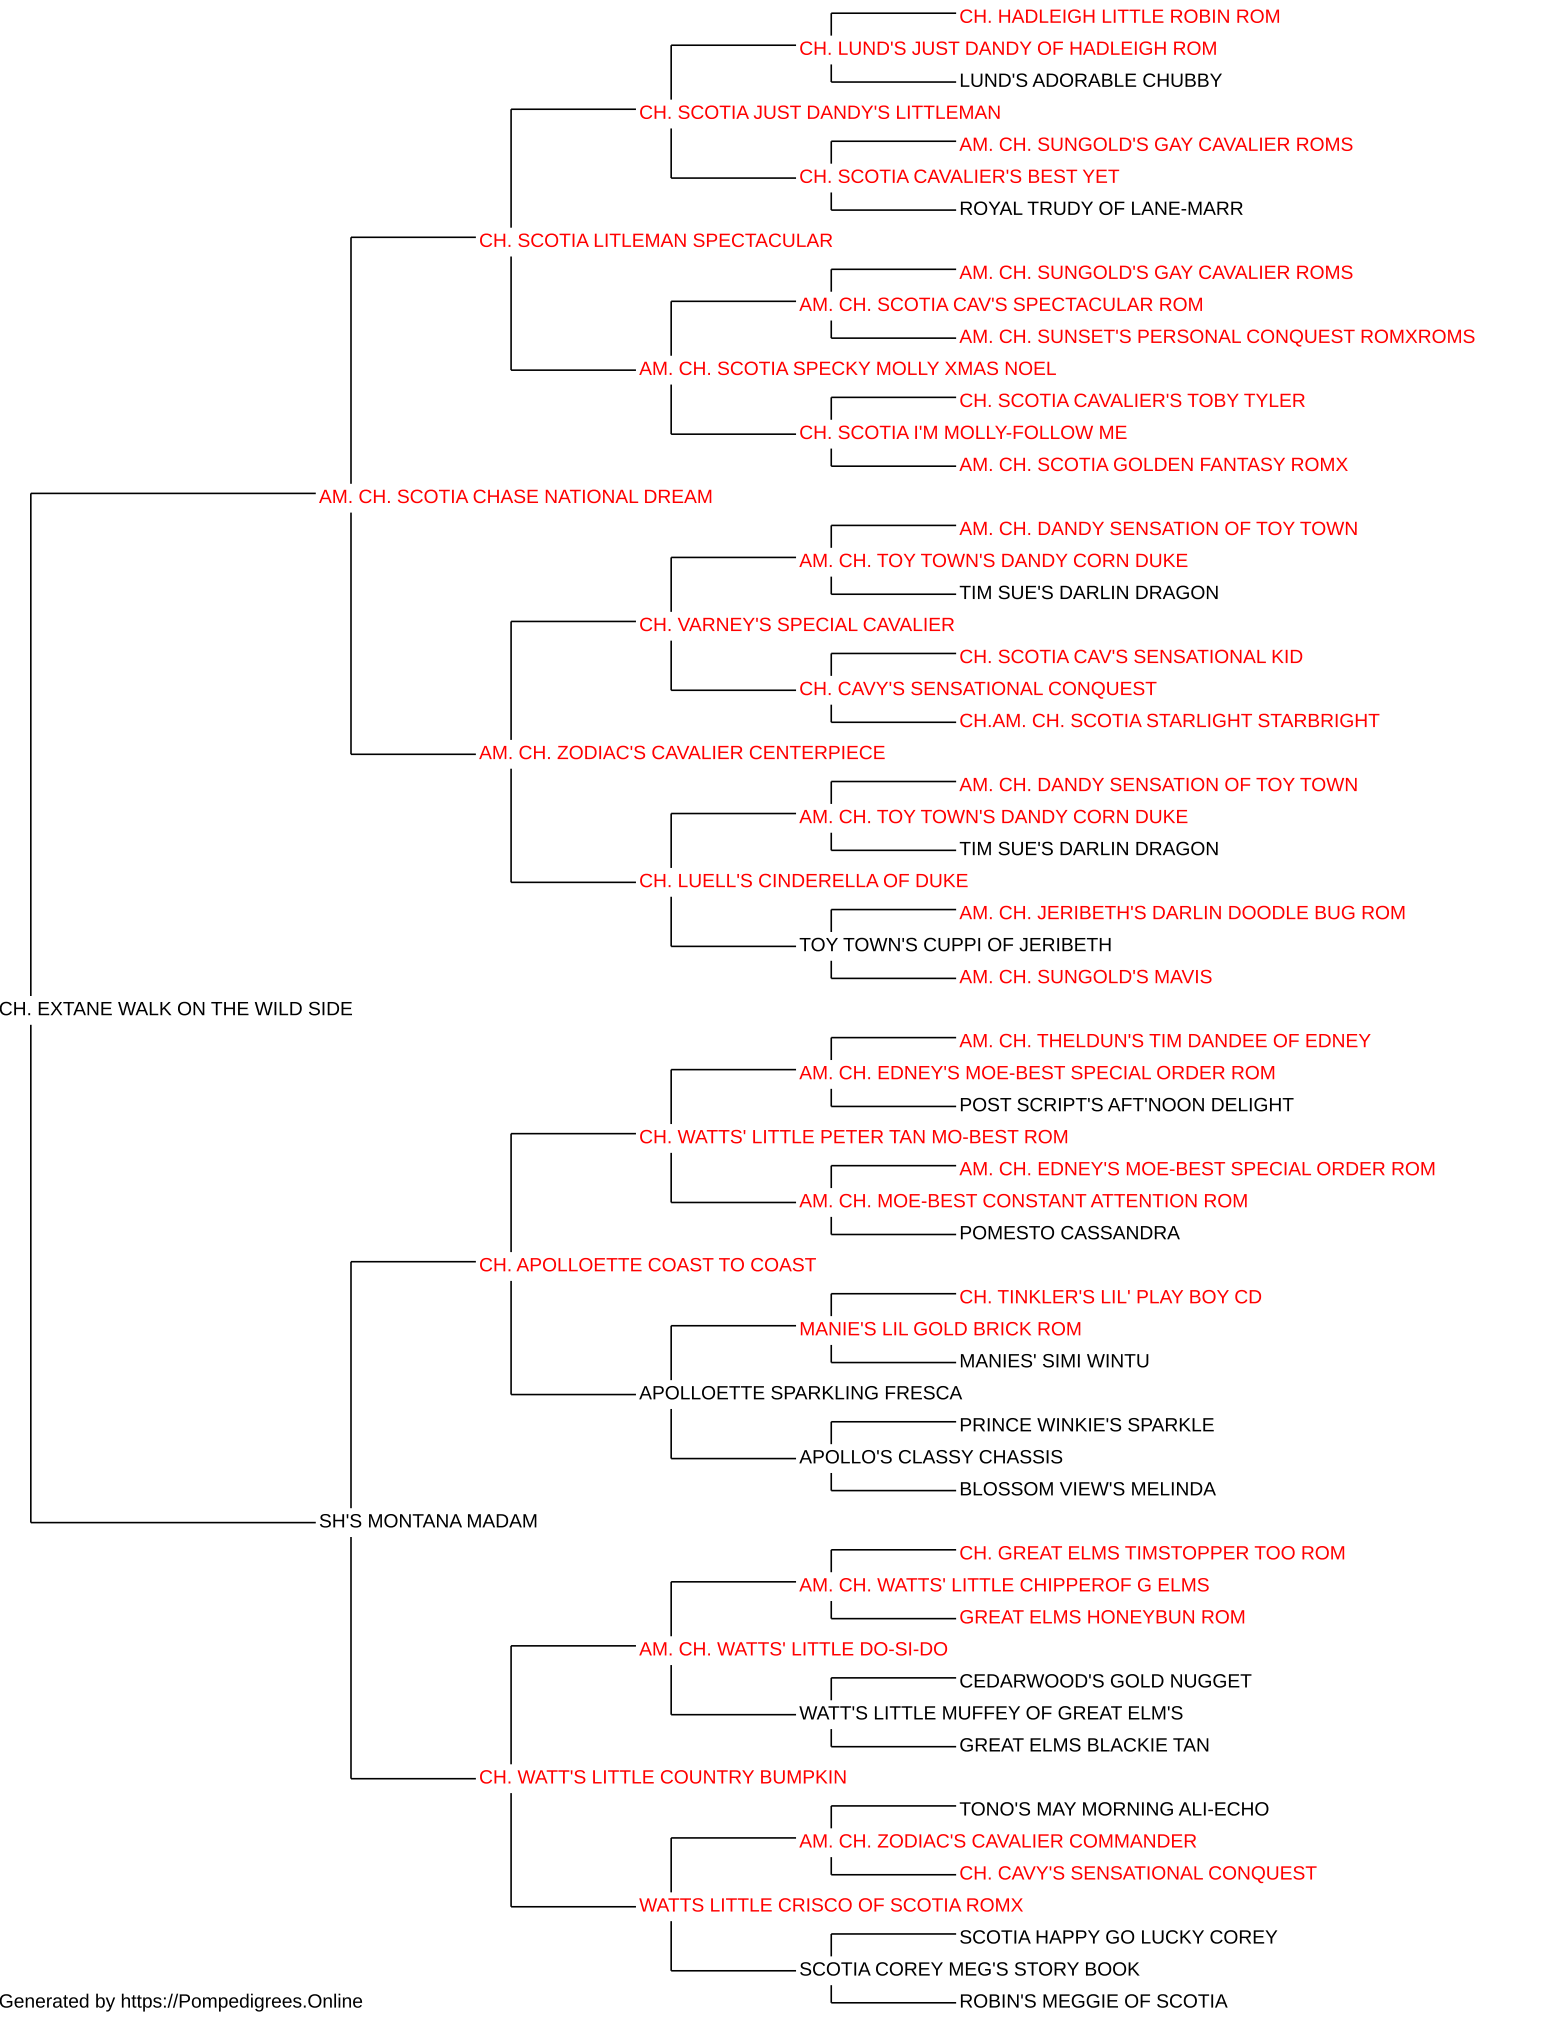 CH. HADLEIGH LITTLE ROBIN ROM
CH. LUND'S JUST DANDY OF HADLEIGH ROM
LUND'S ADORABLE CHUBBY
CH. SCOTIA JUST DANDY'S LITTLEMAN
AM. CH. SUNGOLD'S GAY CAVALIER ROMS
CH. SCOTIA CAVALIER'S BEST YET
ROYAL TRUDY OF LANE-MARR
CH. SCOTIA LITLEMAN SPECTACULAR
AM. CH. SUNGOLD'S GAY CAVALIER ROMS
AM. CH. SCOTIA CAV'S SPECTACULAR ROM
AM. CH. SUNSET'S PERSONAL CONQUEST ROMXROMS
AM. CH. SCOTIA SPECKY MOLLY XMAS NOEL
CH. SCOTIA CAVALIER'S TOBY TYLER
CH. SCOTIA I'M MOLLY-FOLLOW ME
AM. CH. SCOTIA GOLDEN FANTASY ROMX
AM. CH. SCOTIA CHASE NATIONAL DREAM
AM. CH. DANDY SENSATION OF TOY TOWN
AM. CH. TOY TOWN'S DANDY CORN DUKE
TIM SUE'S DARLIN DRAGON
CH. VARNEY'S SPECIAL CAVALIER
CH. SCOTIA CAV'S SENSATIONAL KID
CH. CAVY'S SENSATIONAL CONQUEST
CH.AM. CH. SCOTIA STARLIGHT STARBRIGHT
AM. CH. ZODIAC'S CAVALIER CENTERPIECE
AM. CH. DANDY SENSATION OF TOY TOWN
AM. CH. TOY TOWN'S DANDY CORN DUKE
TIM SUE'S DARLIN DRAGON
CH. LUELL'S CINDERELLA OF DUKE
AM. CH. JERIBETH'S DARLIN DOODLE BUG ROM
TOY TOWN'S CUPPI OF JERIBETH
AM. CH. SUNGOLD'S MAVIS
CH. EXTANE WALK ON THE WILD SIDE
AM. CH. THELDUN'S TIM DANDEE OF EDNEY
AM. CH. EDNEY'S MOE-BEST SPECIAL ORDER ROM
POST SCRIPT'S AFT'NOON DELIGHT
CH. WATTS' LITTLE PETER TAN MO-BEST ROM
AM. CH. EDNEY'S MOE-BEST SPECIAL ORDER ROM
AM. CH. MOE-BEST CONSTANT ATTENTION ROM
POMESTO CASSANDRA
CH. APOLLOETTE COAST TO COAST
CH. TINKLER'S LIL' PLAY BOY CD
MANIE'S LIL GOLD BRICK ROM
MANIES' SIMI WINTU
APOLLOETTE SPARKLING FRESCA
PRINCE WINKIE'S SPARKLE
APOLLO'S CLASSY CHASSIS
BLOSSOM VIEW'S MELINDA
SH'S MONTANA MADAM
CH. GREAT ELMS TIMSTOPPER TOO ROM
AM. CH. WATTS' LITTLE CHIPPEROF G ELMS
GREAT ELMS HONEYBUN ROM
AM. CH. WATTS' LITTLE DO-SI-DO
CEDARWOOD'S GOLD NUGGET
WATT'S LITTLE MUFFEY OF GREAT ELM'S
GREAT ELMS BLACKIE TAN
CH. WATT'S LITTLE COUNTRY BUMPKIN
TONO'S MAY MORNING ALI-ECHO
AM. CH. ZODIAC'S CAVALIER COMMANDER
CH. CAVY'S SENSATIONAL CONQUEST
WATTS LITTLE CRISCO OF SCOTIA ROMX
SCOTIA HAPPY GO LUCKY COREY
SCOTIA COREY MEG'S STORY BOOK
ROBIN'S MEGGIE OF SCOTIA
Generated by https://Pompedigrees.Online